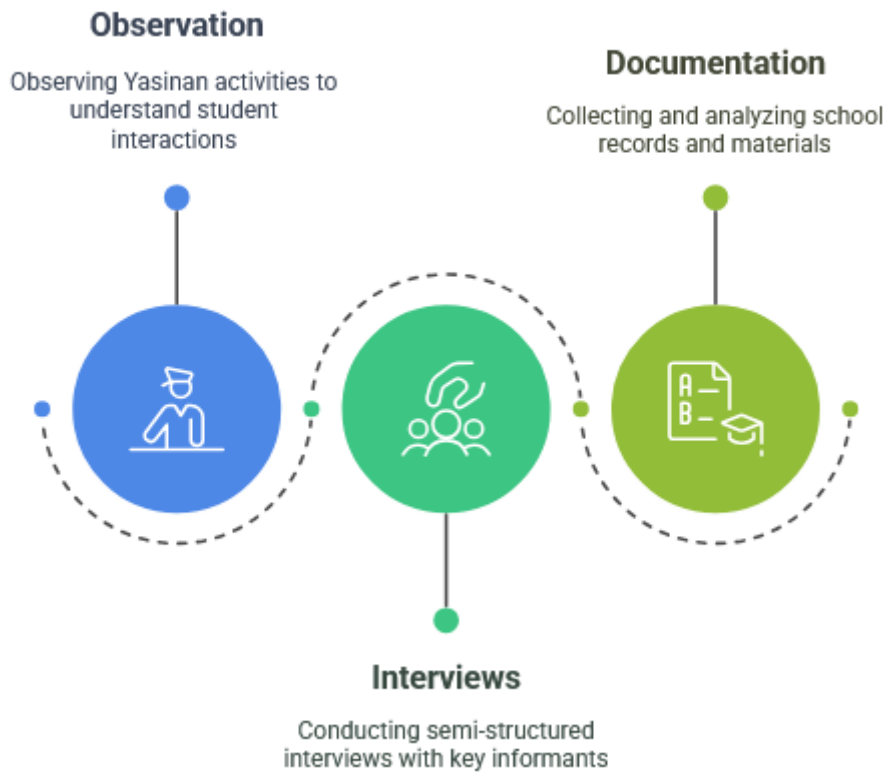 Observation
Observing Yasinan activities to
understand student
interactions
Documentation
Collecting and analyzing school
records and materials
A
B
Interviews
Conducting semi-structured
interviews with key informants